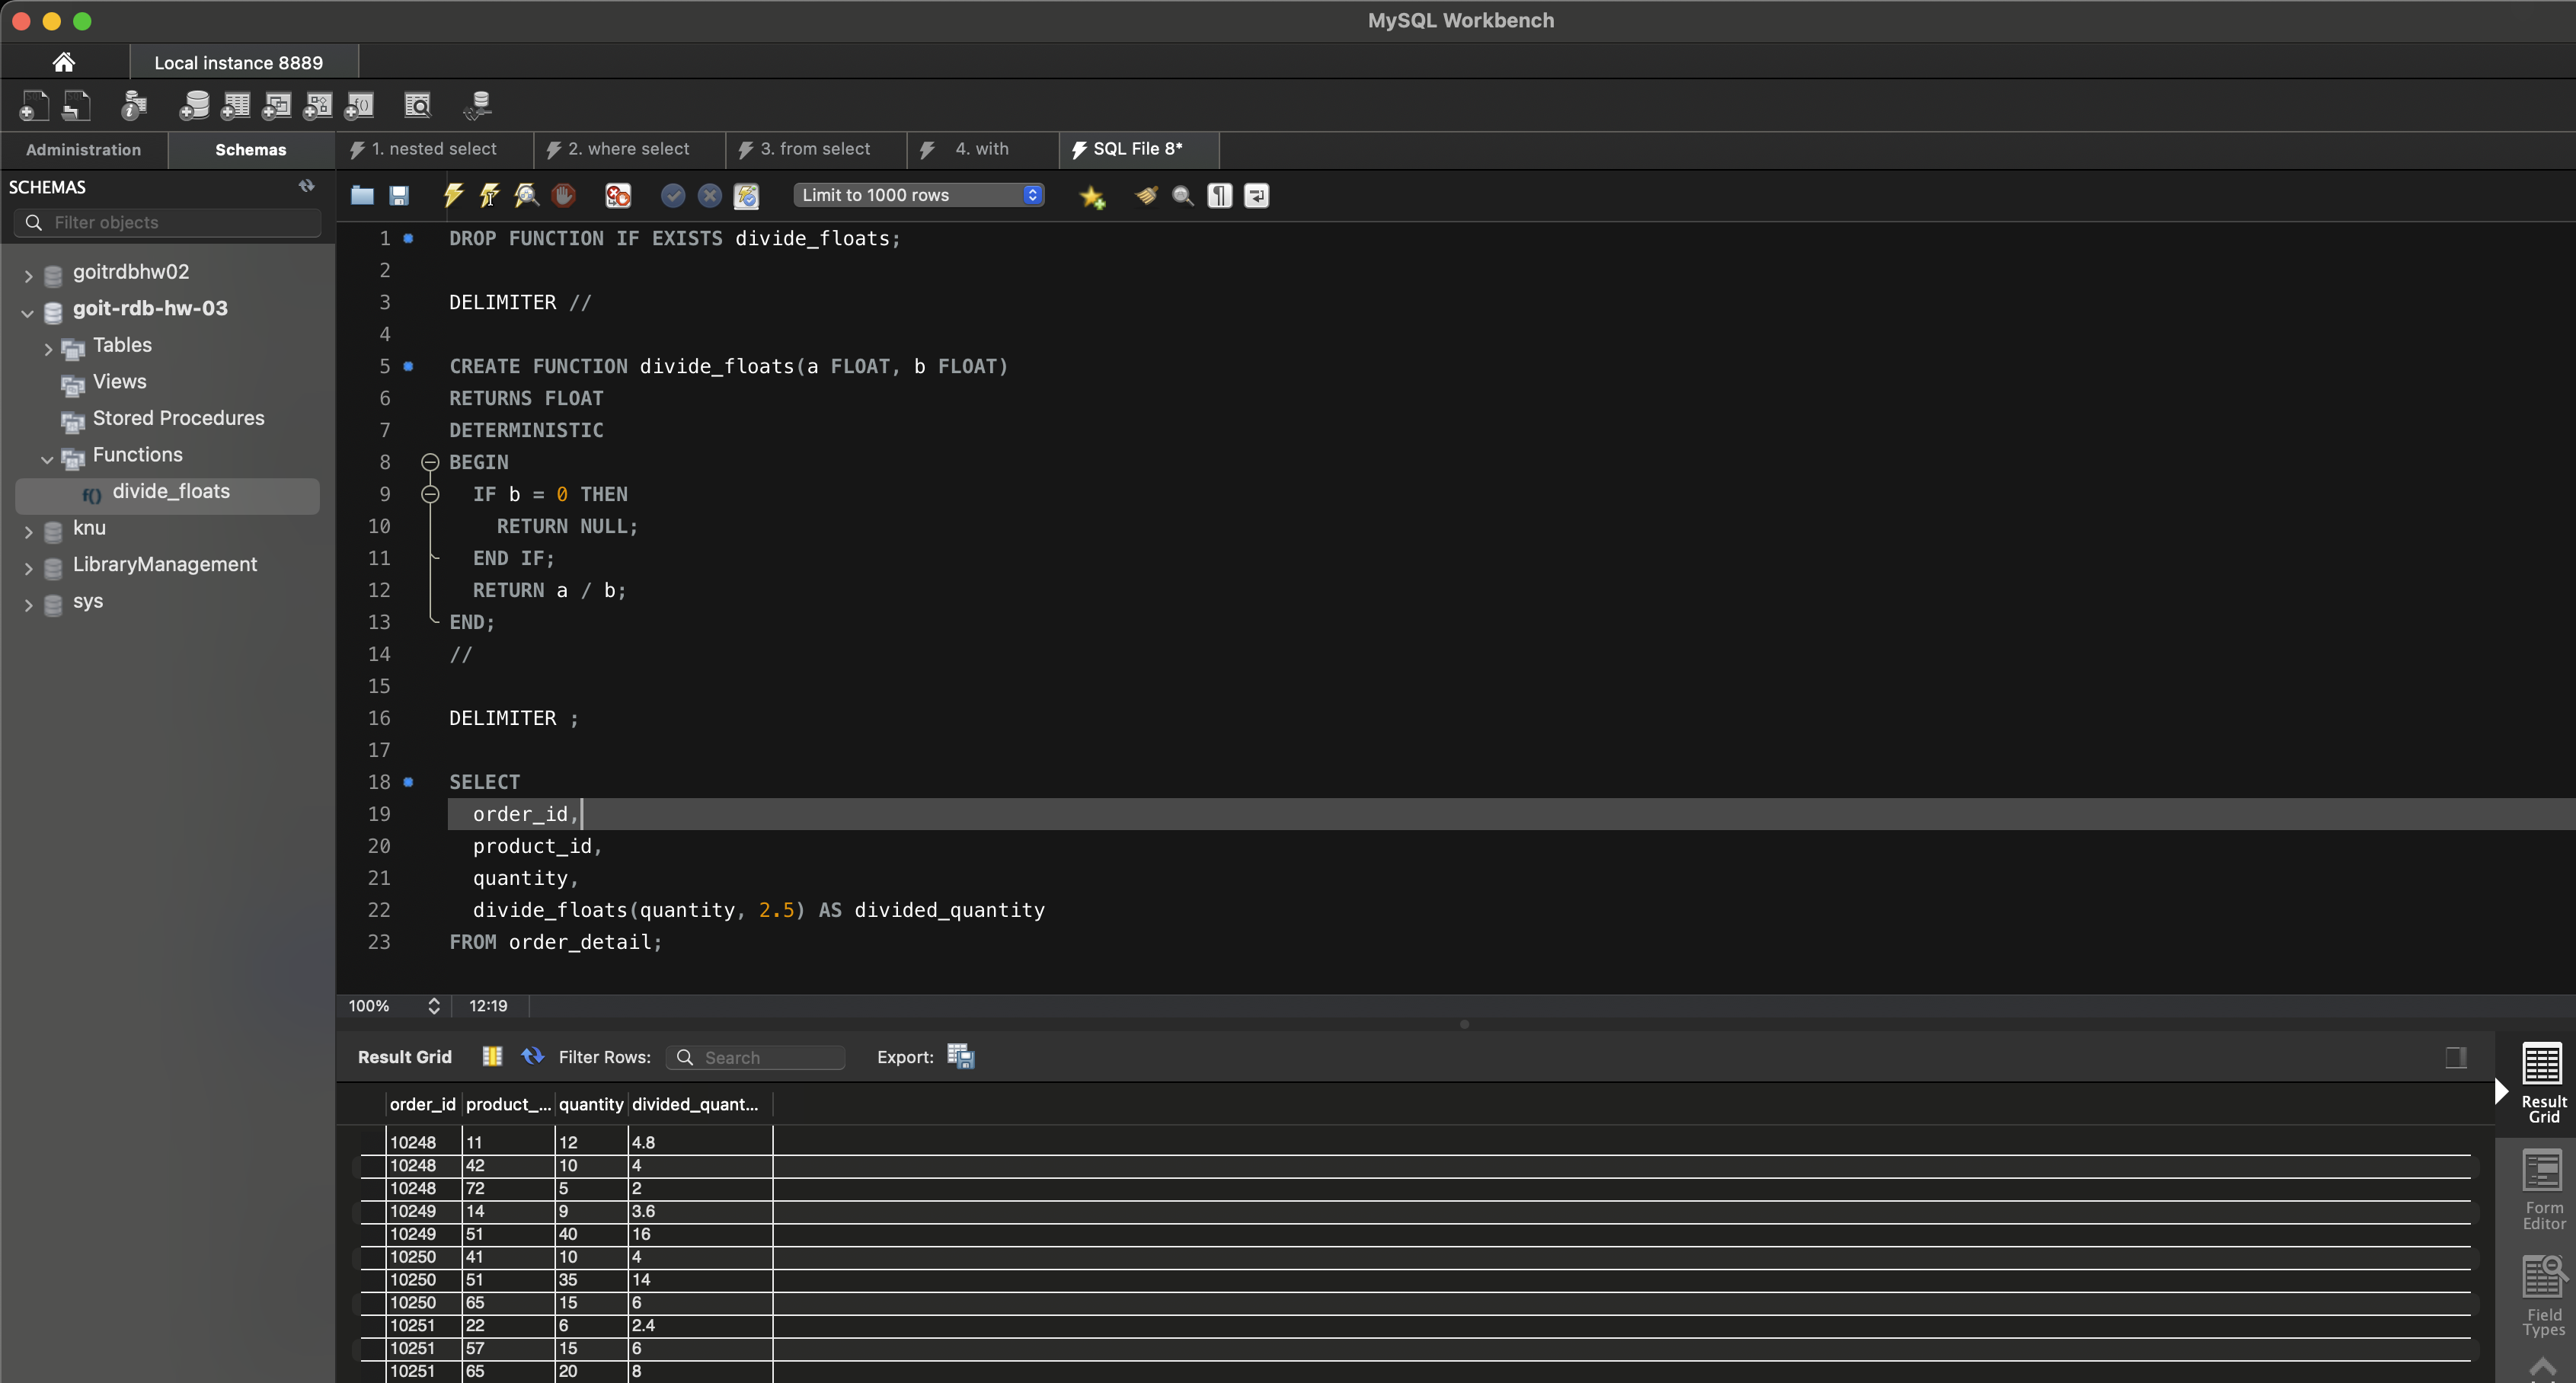 MySQL Workbench
Local instance 8889
Administration
Schemas
1. nested select
2. where select
3. from select
4. with
SQL File 8*
SCHEMAS
Filter objects
goitrdbhw02
goit-rdb-hw-03
Tables
Views
Stored Procedures
Functions
f() divide_floats
knu
LibraryManagement
sys
Limit to 1000 rows
1 DROP FUNCTION IF EXISTS divide_floats;
2
3 DELIMITER //
4
5 CREATE FUNCTION divide_floats(a FLOAT, b FLOAT)
6 RETURNS FLOAT
7 DETERMINISTIC
8 BEGIN
9 IF b = 0 THEN
10 RETURN NULL;
11 END IF;
12 RETURN a / b;
13 END;
14 //
15
16 DELIMITER ;
17
18 SELECT
19 order_id,
20 product_id,
21 quantity,
22 divide_floats(quantity, 2.5) AS divided_quantity
23 FROM order_detail;
100% 12:19
Result Grid Filter Rows: Search Export:
order_id product_... quantity divided_quant...
10248 11 12 4.8
10248 42 10 4
10248 72 5 2
10249 14 9 3.6
10249 51 40 16
10250 41 10 4
10250 51 35 14
10250 65 15 6
10251 22 6 2.4
10251 57 15 6
10251 65 20 8
Result
Grid
Form
Editor
Field
Types